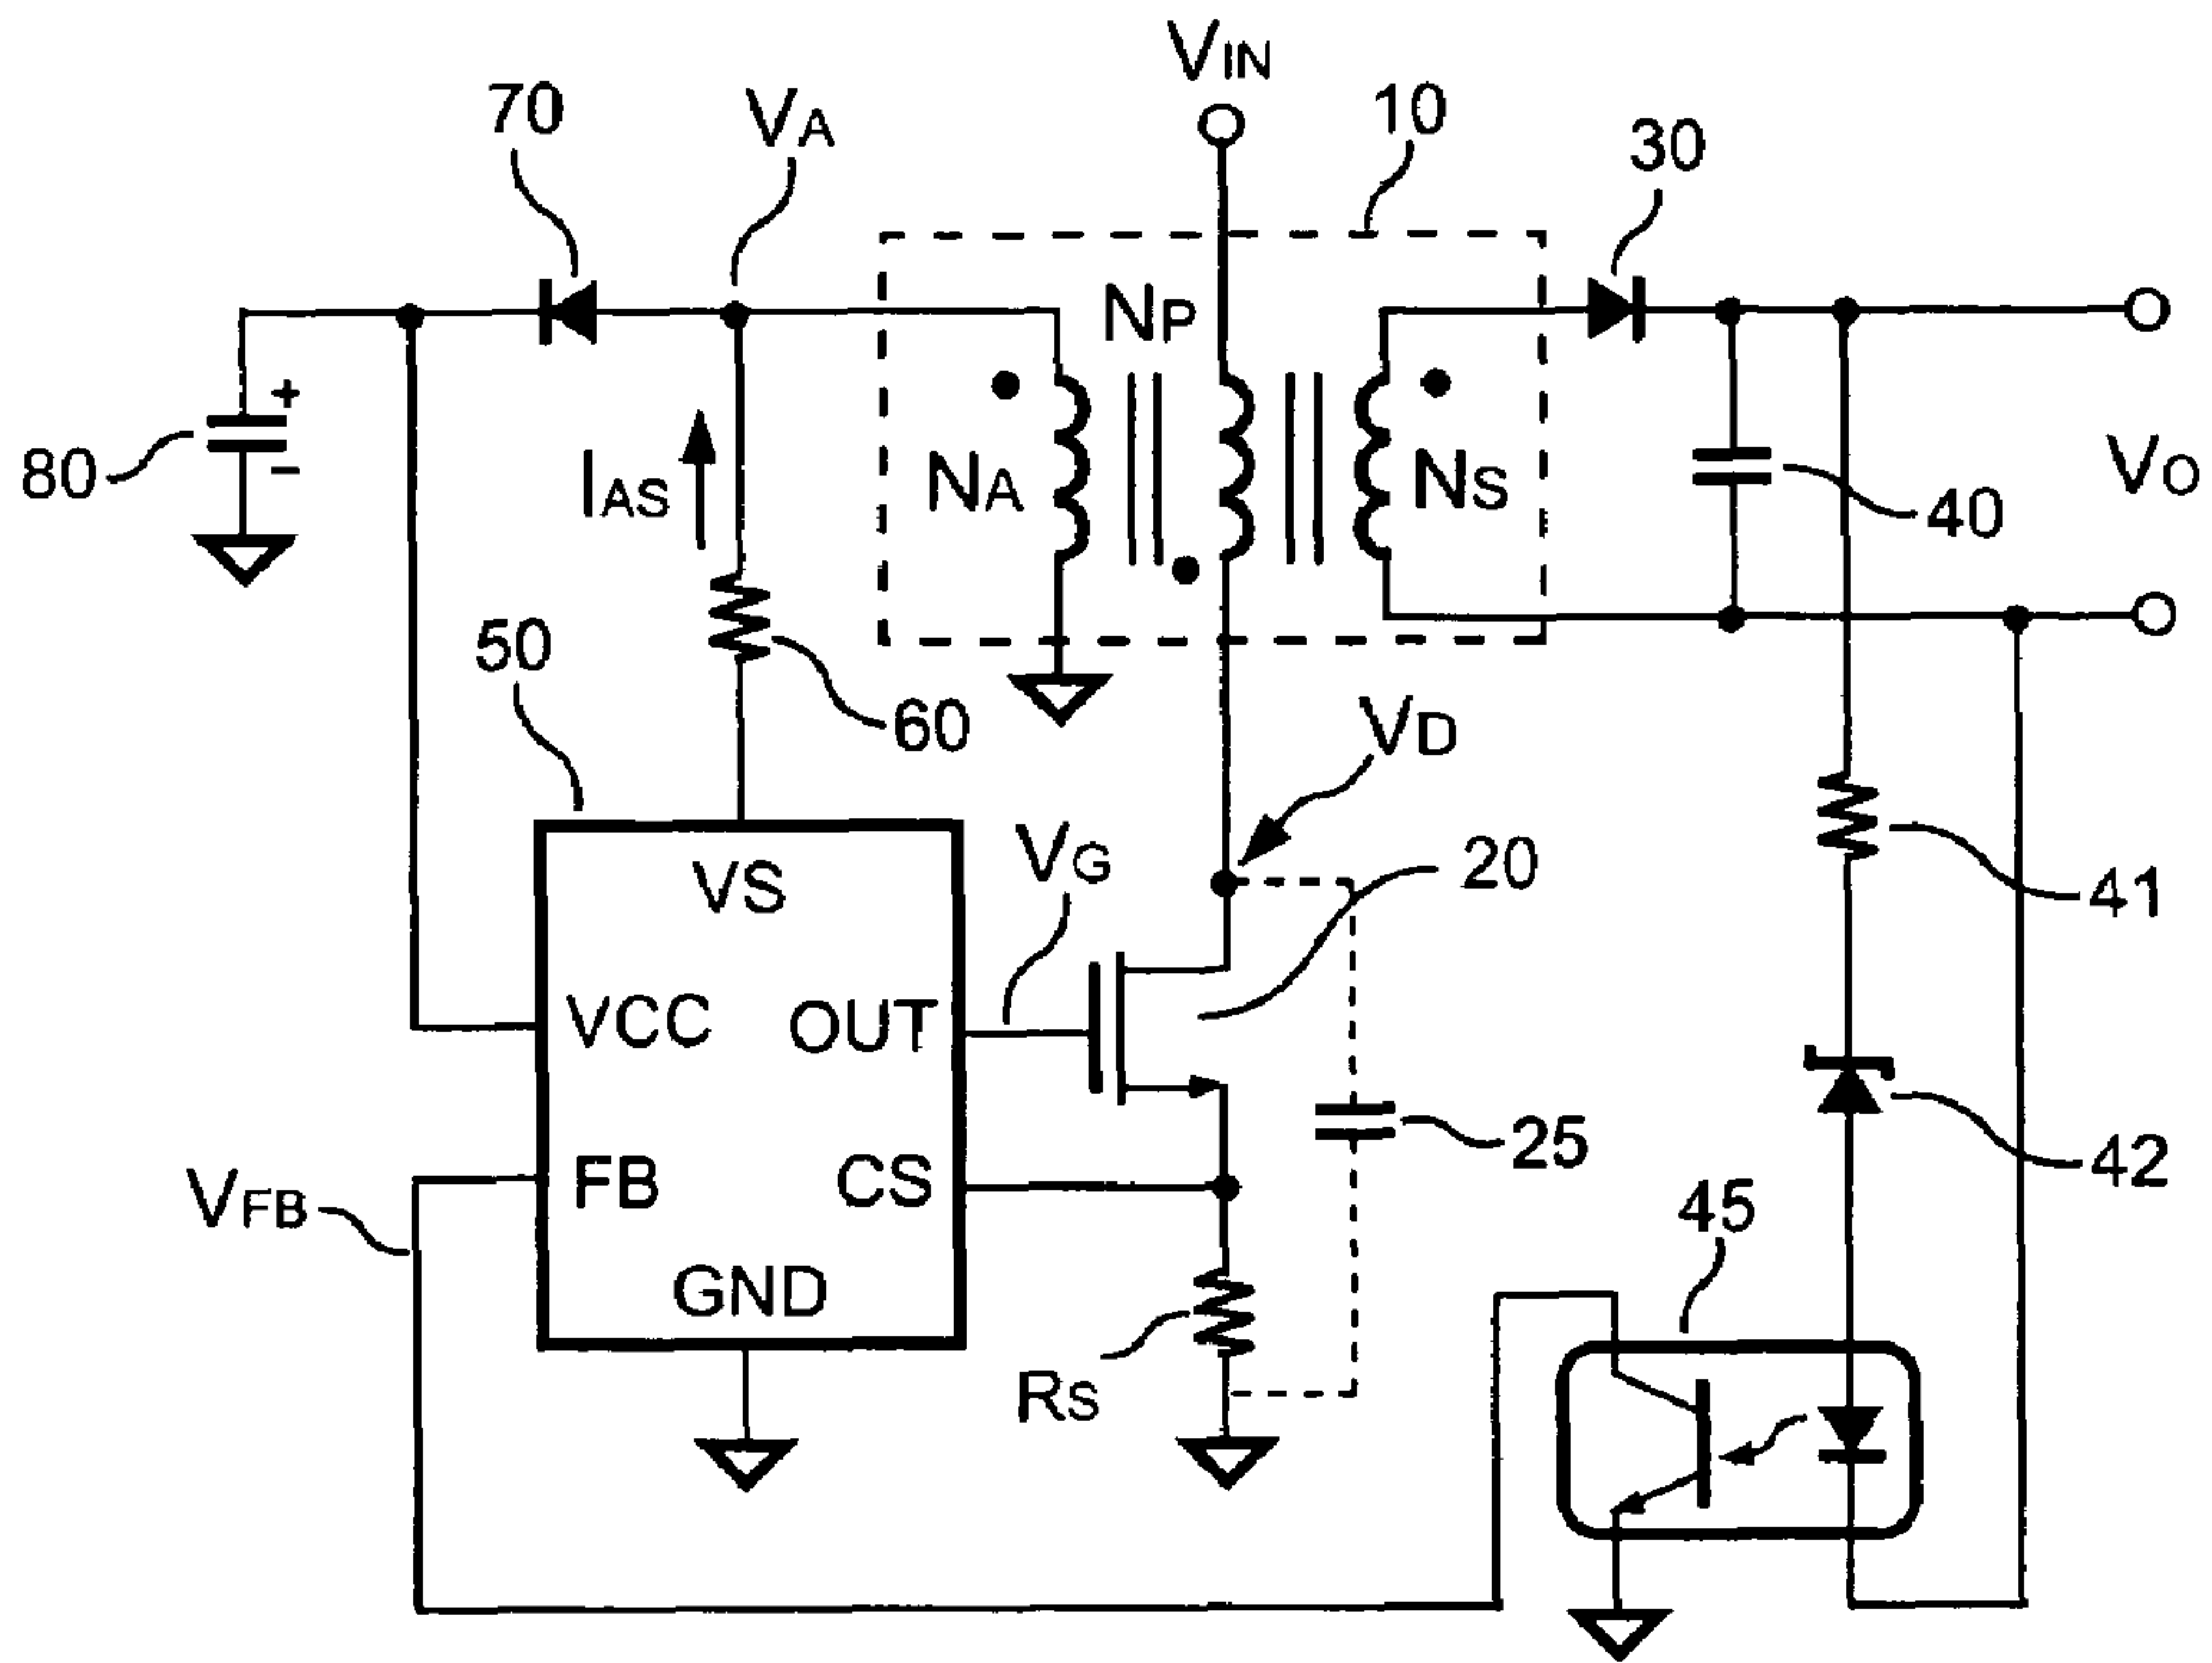 VIN
70
VA
10
30
NP
+
80
−
IAS
NA
NS
40
VO
50
60
VD
VG
20
41
VS
VCC
OUT
25
42
VFB
FB
CS
45
GND
RS